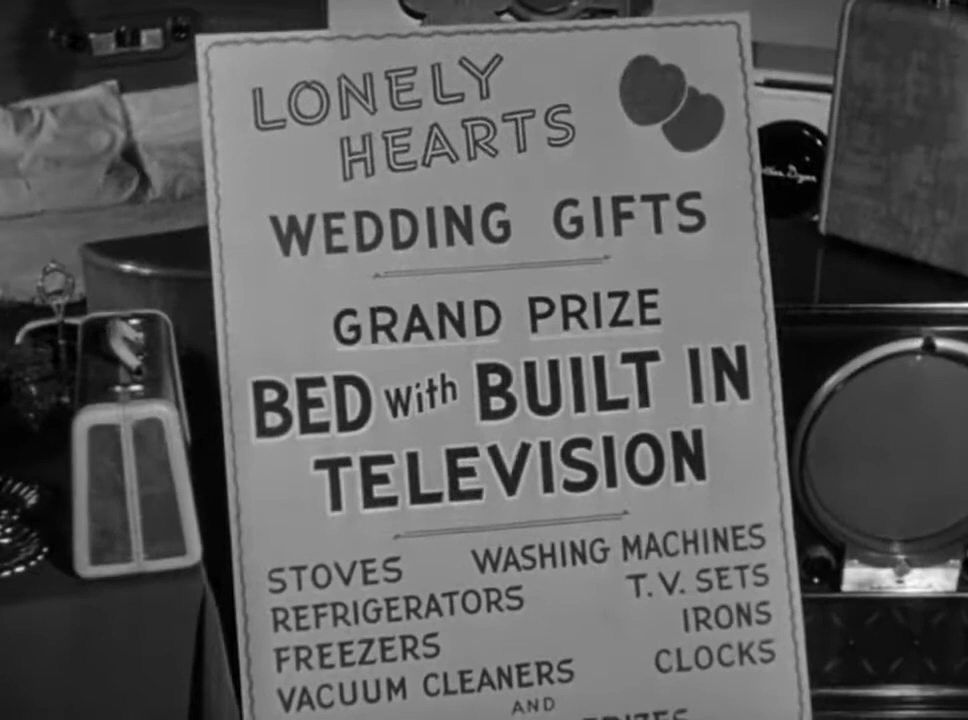 LONELY
HEARTS
WEDDING GIFTS
GRAND PRIZE
BED with BUILT IN
TELEVISION
STOVES WASHING MACHINES
REFRIGERATORS T.V. SETS
FREEZERS IRONS
VACUUM CLEANERS CLOCKS
AND